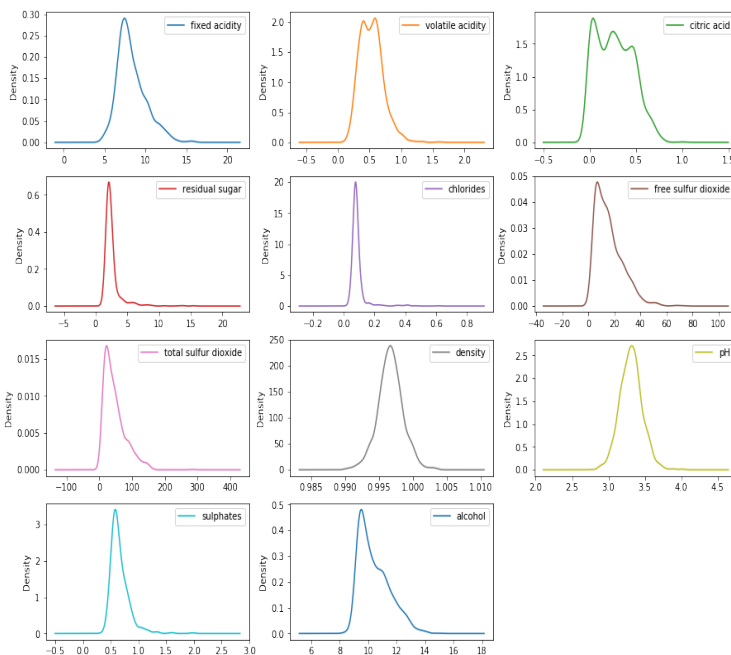 fixed acidity
Density
0.30
0.25
0.20
0.15
0.10
0.05
0.00
0 5 10 15 20
volatile acidity
Density
2.0
1.5
1.0
0.5
0.0
−0.5 0.0 0.5 1.0 1.5 2.0
citric acid
Density
1.5
1.0
0.5
0.0
−0.5 0.0 0.5 1.0 1.5
residual sugar
Density
0.6
0.4
0.2
0.0
−5 0 5 10 15 20
chlorides
Density
20
15
10
5
0
−0.2 0.0 0.2 0.4 0.6 0.8
free sulfur dioxide
Density
0.05
0.04
0.03
0.02
0.01
0.00
−40 −20 0 20 40 60 80 100
total sulfur dioxide
Density
0.015
0.010
0.005
0.000
−100 0 100 200 300 400
density
Density
250
200
150
100
50
0
0.985 0.990 0.995 1.000 1.005 1.010
pH
Density
2.5
2.0
1.5
1.0
0.5
0.0
2.0 2.5 3.0 3.5 4.0 4.5
sulphates
Density
3
2
1
0
−0.5 0.0 0.5 1.0 1.5 2.0 2.5 3.0
alcohol
Density
0.5
0.4
0.3
0.2
0.1
0.0
6 8 10 12 14 16 18